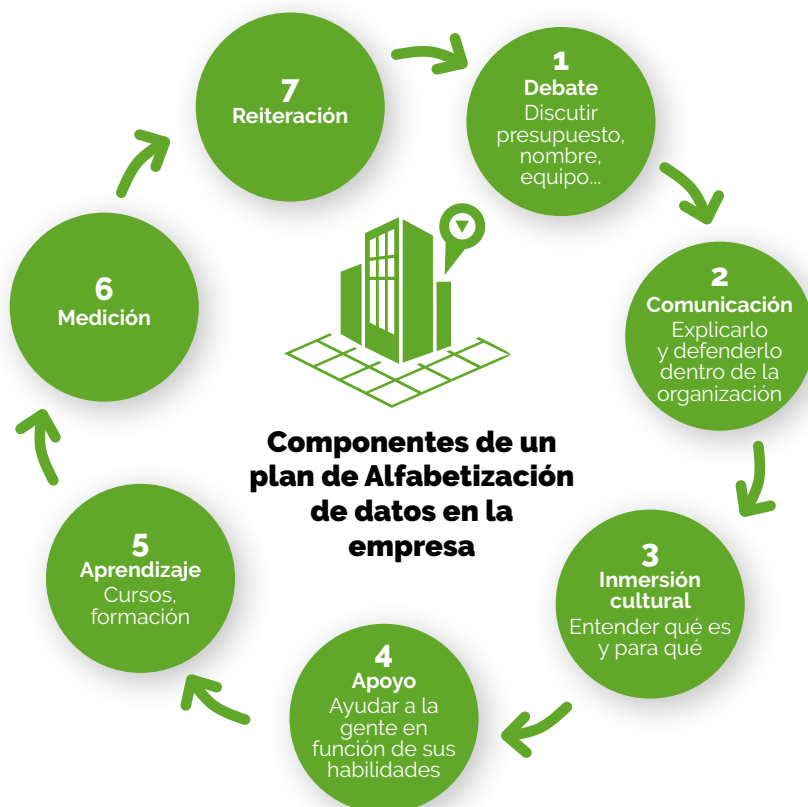 1
Debate
Discutir
presupuesto,
nombre,
equipo...
2
Comunicación
Explicarlo
y defenderlo
dentro de la
organización
3
Inmersión
cultural
Entender qué es
y para qué
4
Apoyo
Ayudar a la
gente en
función de sus
habilidades
5
Aprendizaje
Cursos,
formación
6
Medición
7
Reiteración
Componentes de un
plan de Alfabetización
de datos en la
empresa